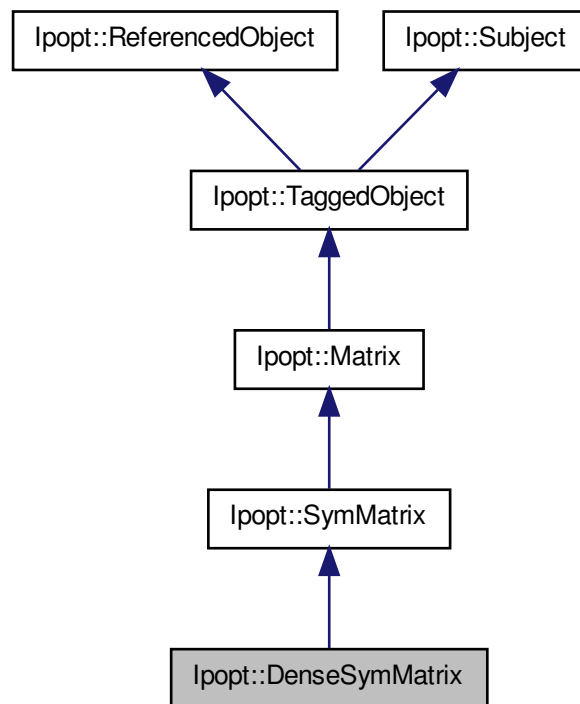 Ipopt::ReferencedObject
Ipopt::Subject
Ipopt::TaggedObject
Ipopt::Matrix
Ipopt::SymMatrix
Ipopt::DenseSymMatrix